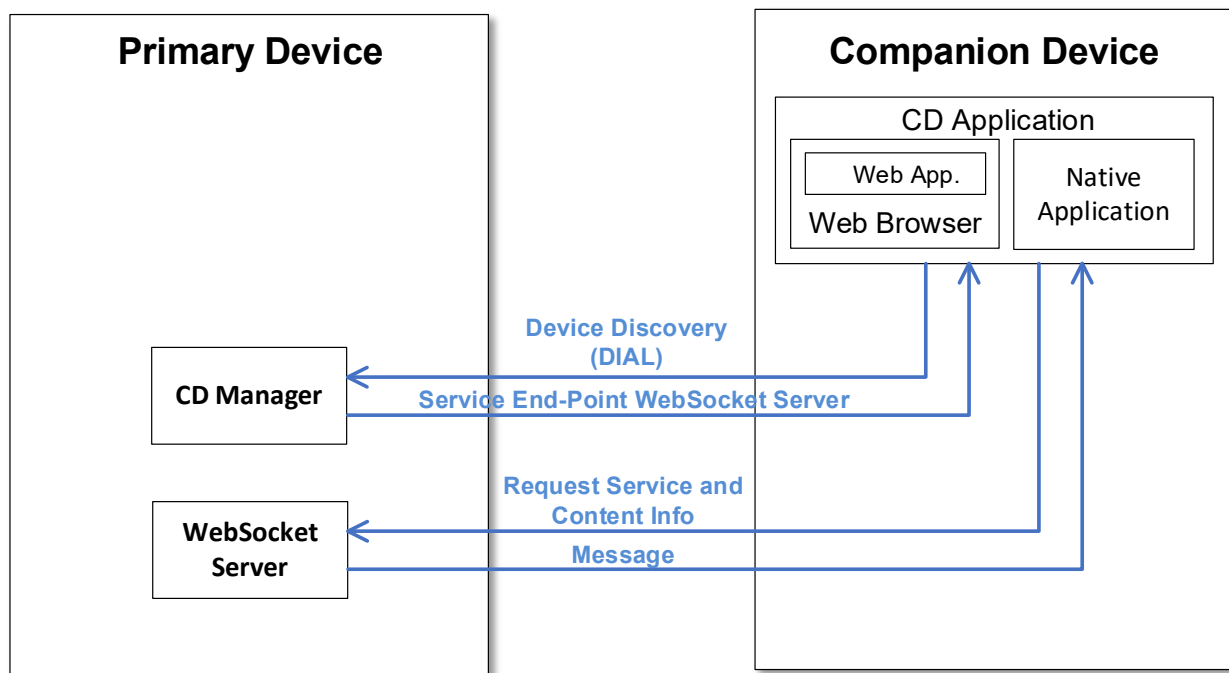 Primary Device
Companion Device
CD Application
Web App.
Web Browser
Native
Application
Device Discovery
(DIAL)
CD Manager
Service End-Point WebSocket Server
Request Service and
Content Info
WebSocket
Server
Message